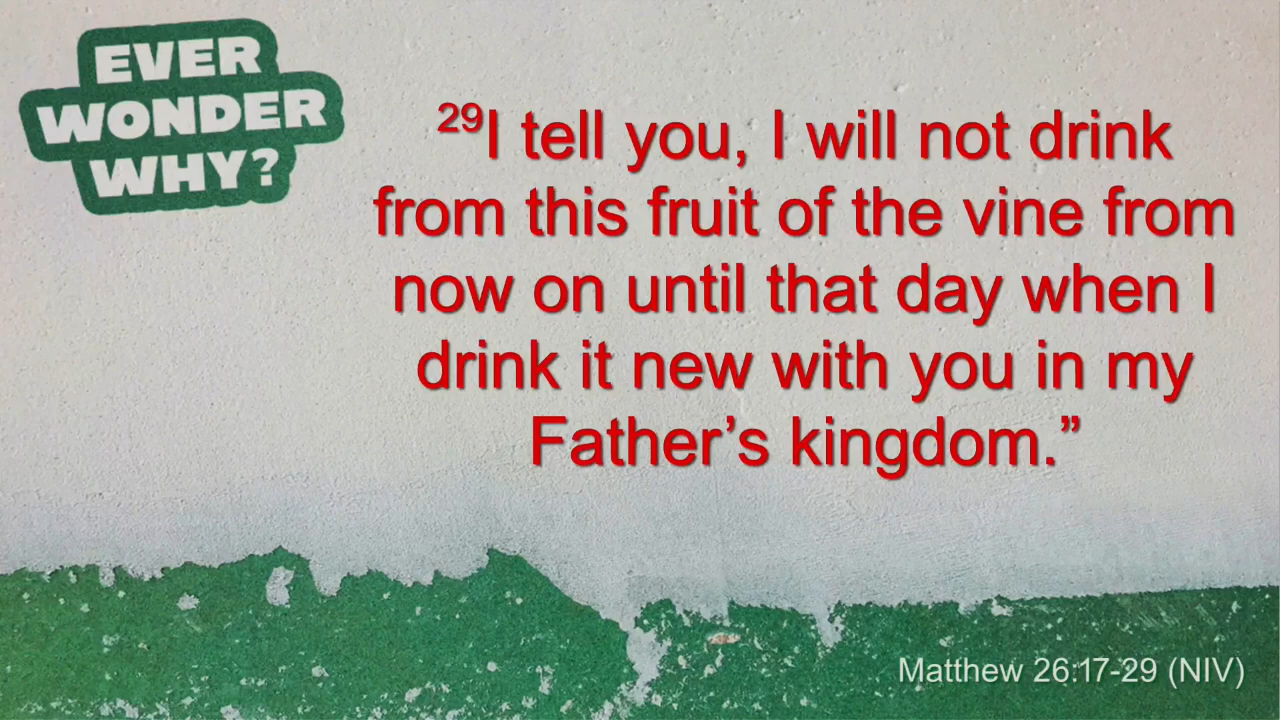 EVER
WONDER
WHY?
²⁹I tell you, I will not drink
from this fruit of the vine from
now on until that day when I
drink it new with you in my
Father’s kingdom.”
Matthew 26:17-29 (NIV)